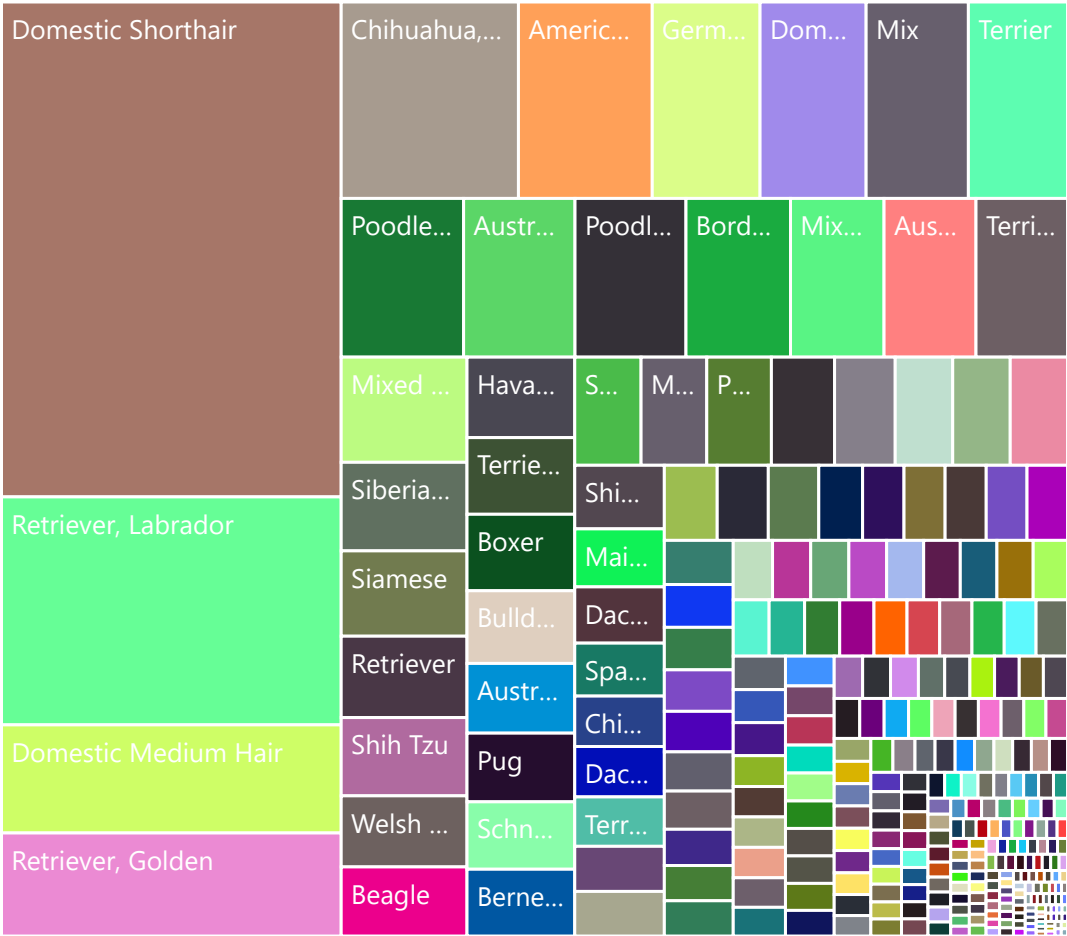 Domestic Shorthair
Chihuahua,...
Americ...
Germ...
Dom...
Mix
Terrier
Poodle...
Austr...
Poodl...
Bord...
Mix...
Aus...
Terri...
Mixed ...
Hava...
S...
M...
P...
Siberia...
Terrie...
Shi...
Retriever, Labrador
Boxer
Mai...
Siamese
Bulld...
Dac...
Retriever
Austr...
Spa...
Chi...
Domestic Medium Hair
Shih Tzu
Pug
Dac...
Welsh ...
Schn...
Terr...
Retriever, Golden
Beagle
Berne...